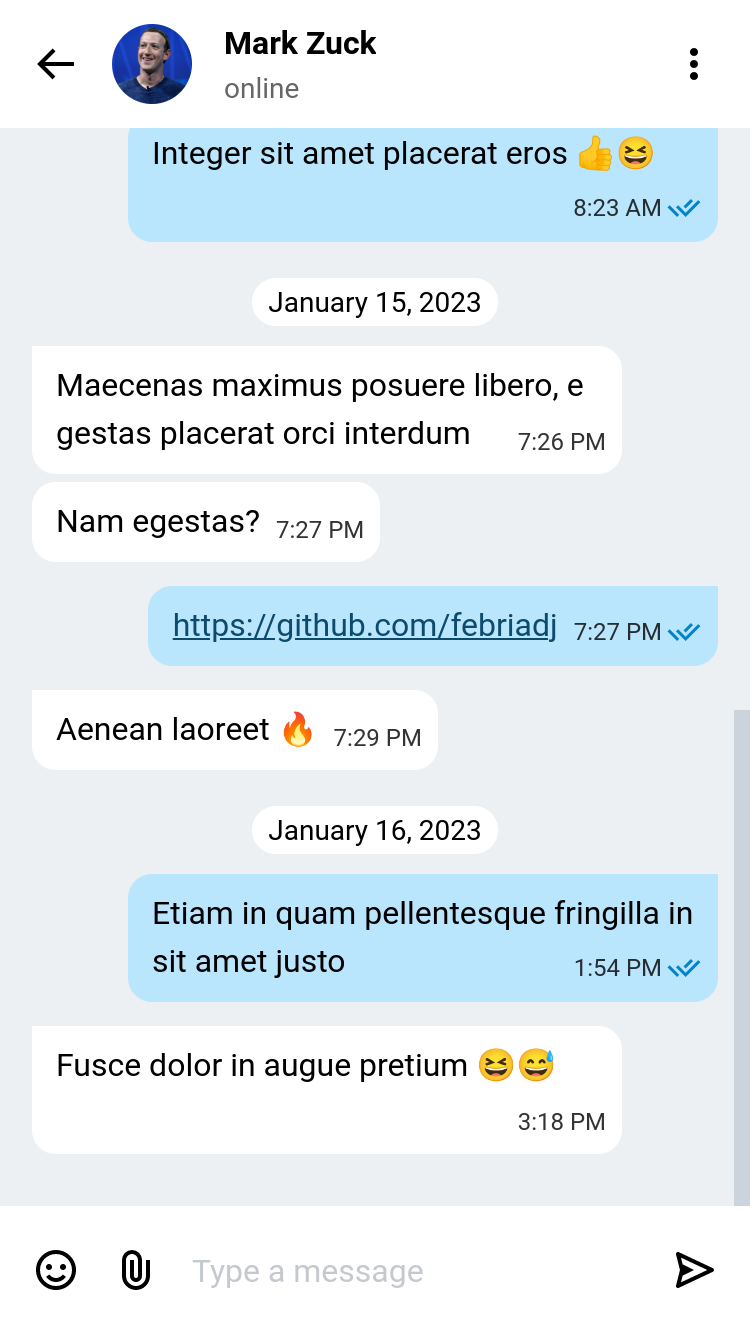 Mark Zuck
online
Integer sit amet placerat eros 👍😆
8:23 AM
January 15, 2023
Maecenas maximus posuere libero, e
gestas placerat orci interdum 7:26 PM
Nam egestas? 7:27 PM
https://github.com/febriadj 7:27 PM
Aenean laoreet 🔥 7:29 PM
January 16, 2023
Etiam in quam pellentesque fringilla in
sit amet justo 1:54 PM
Fusce dolor in augue pretium 😆😅
3:18 PM
Type a message